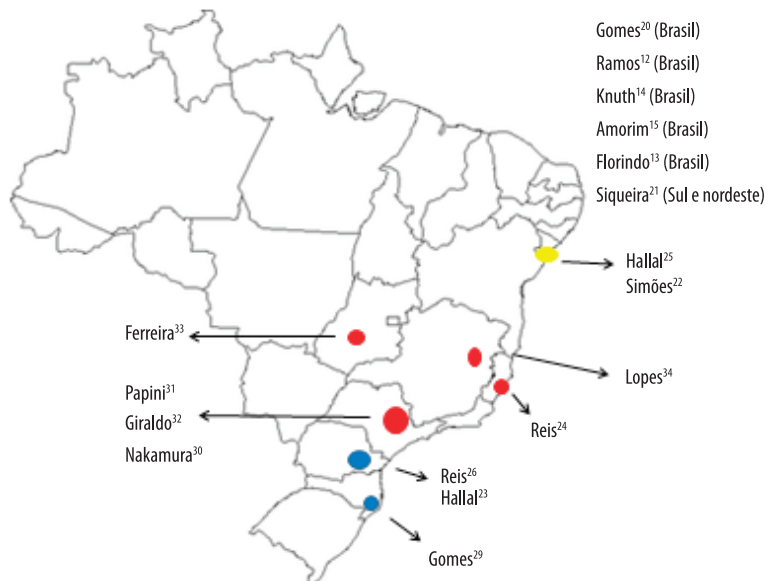 Gomes²⁰ (Brasil)
Ramos¹² (Brasil)
Knuth¹⁴ (Brasil)
Amorim¹⁵ (Brasil)
Florindo¹³ (Brasil)
Siqueira²¹ (Sul e nordeste)
Hallal²⁵
Simões²²
Ferreira³³
Lopes³⁴
Papini³¹
Giraldo³²
Nakamura³⁰
Reis²⁴
Reis²⁶
Hallal²³
Gomes²⁹